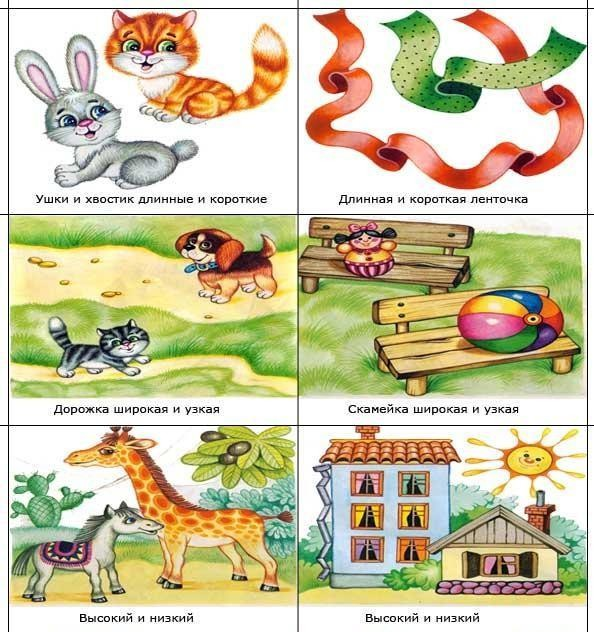 Ушки и хвостик длинные и короткие
Длинная и короткая ленточка
Дорожка широкая и узкая
Скамейка широкая и узкая
Высокий и низкий
Высокий и низкий